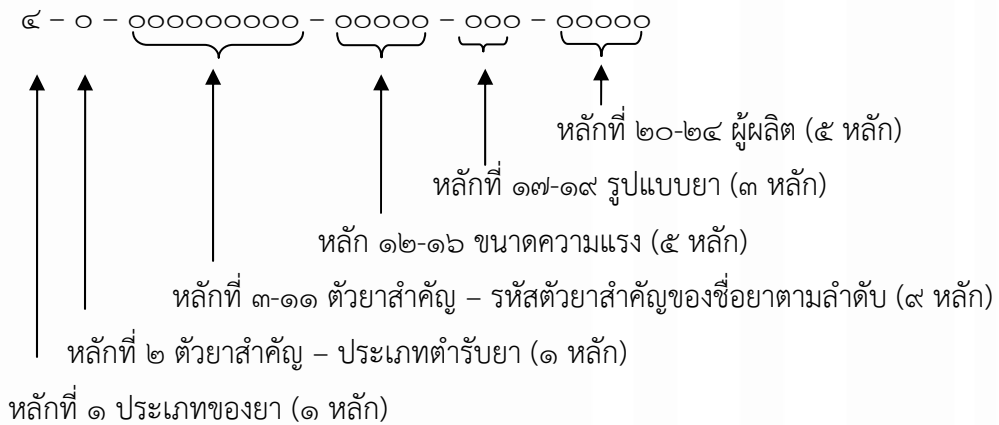 ๔ – ๐ – ๐๐๐๐๐๐๐๐๐ – ๐๐๐๐๐ – ๐๐๐ – ๐๐๐๐๐
หลักที่ ๒๐-๒๔ ผู้ผลิต (๕ หลัก)
หลักที่ ๑๗-๑๙ รูปแบบยา (๓ หลัก)
หลัก ๑๒-๑๖ ขนาดความแรง (๕ หลัก)
หลักที่ ๓-๑๑ ตัวยาสำคัญ – รหัสตัวยาสำคัญของชื่อยาตามลำดับ (๙ หลัก)
หลักที่ ๒ ตัวยาสำคัญ – ประเภทตำรับยา (๑ หลัก)
หลักที่ ๑ ประเภทของยา (๑ หลัก)